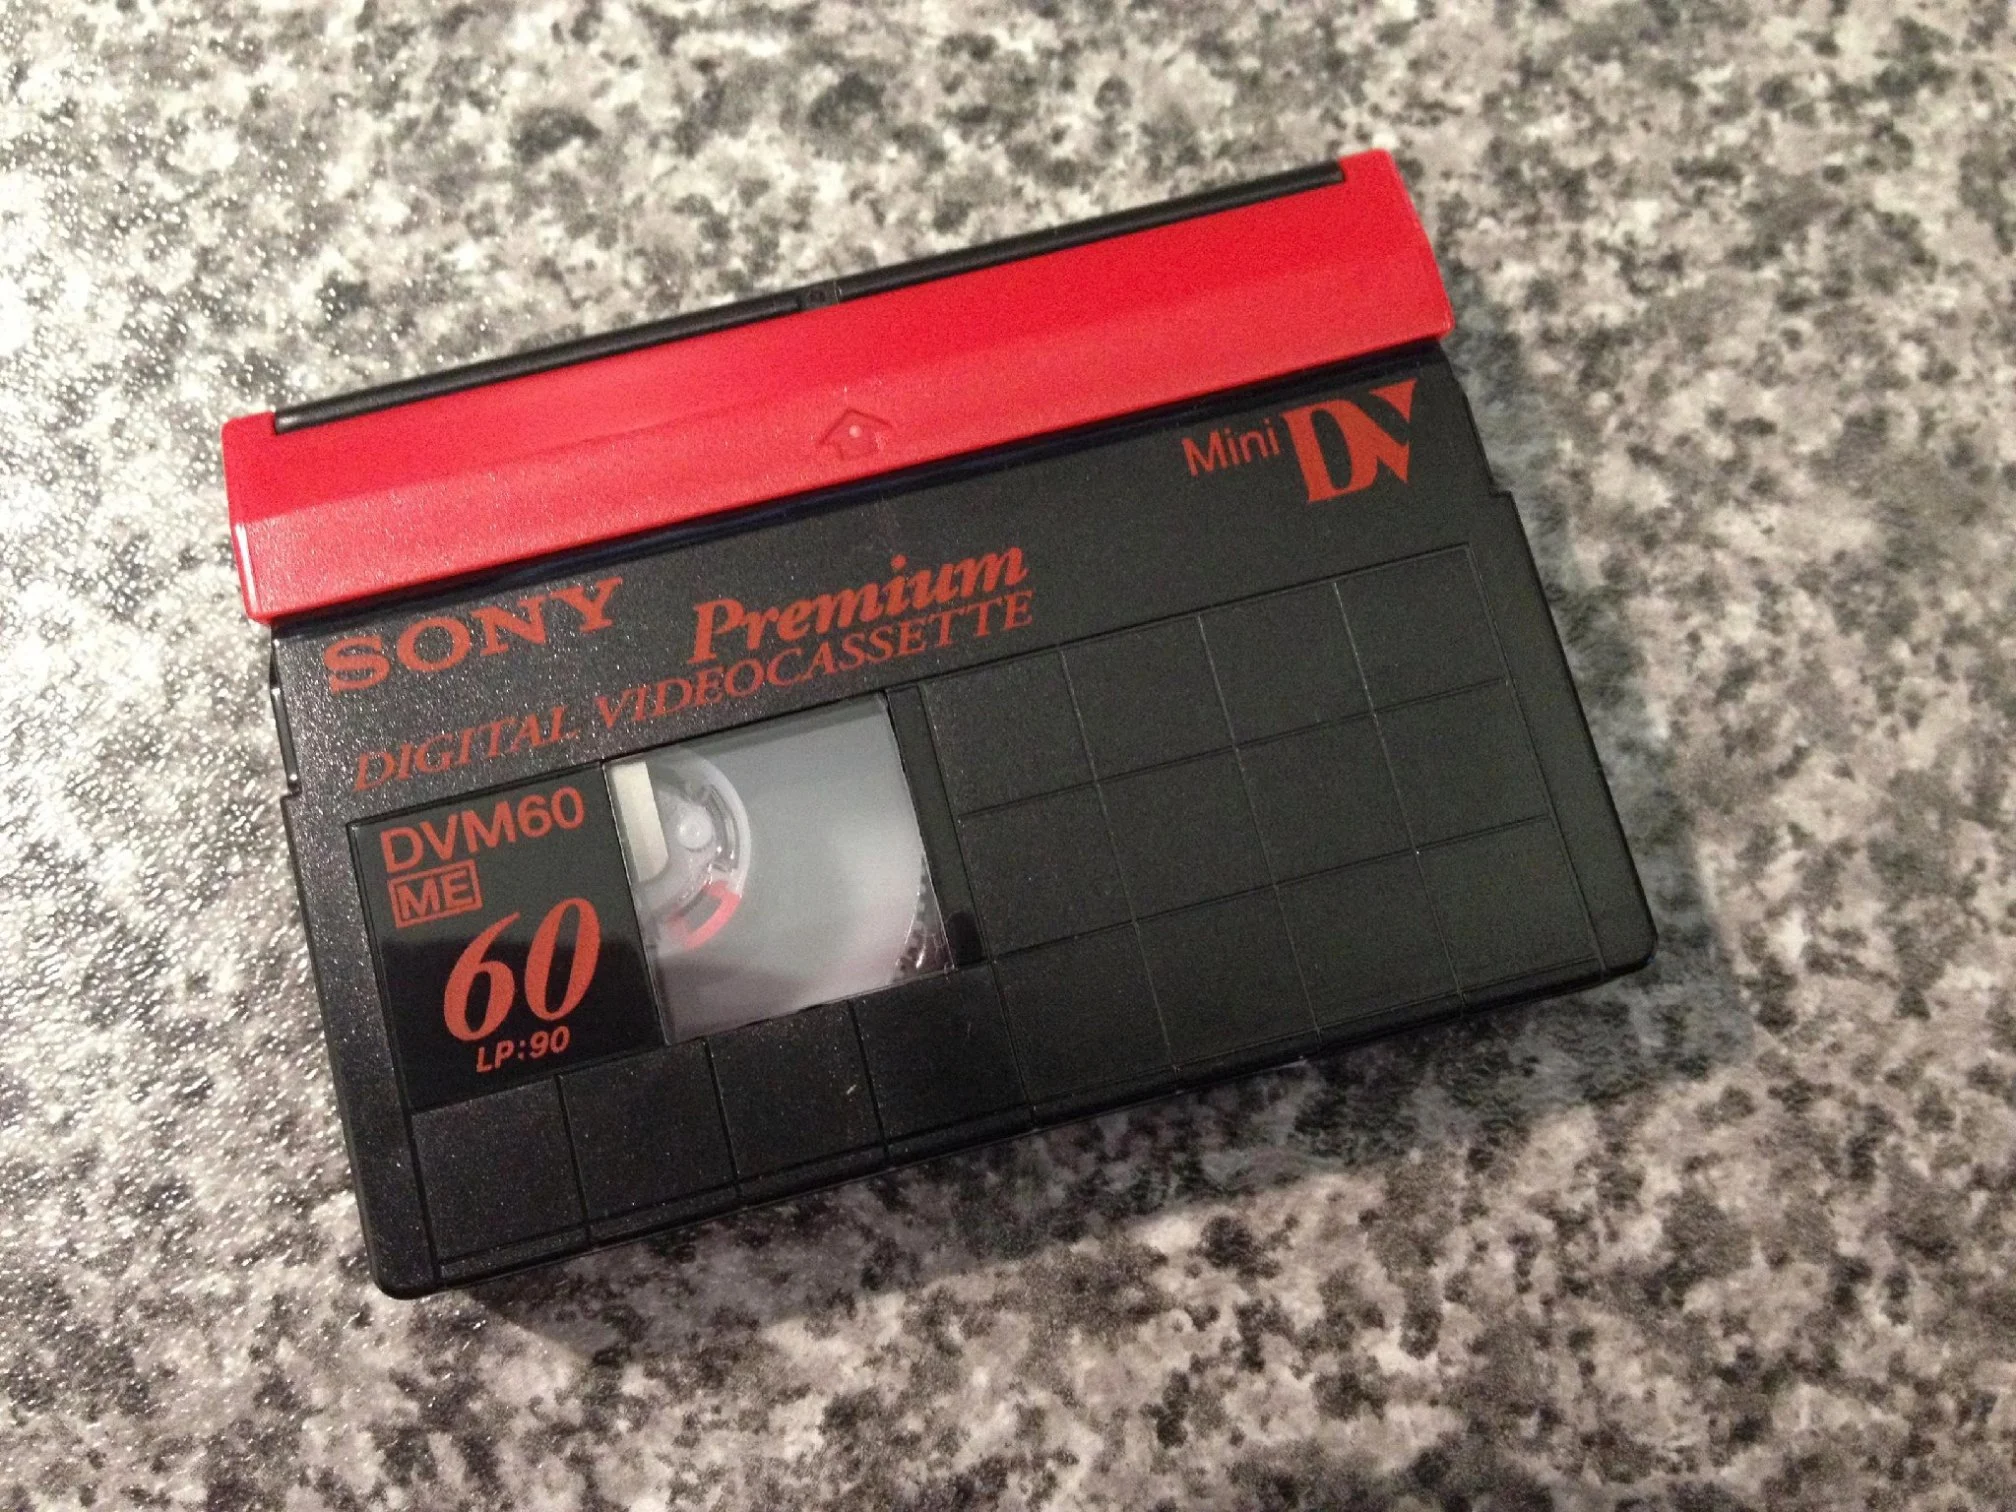 Mini DV
SONY Premium
DIGITAL VIDEOCASSETTE
DVM60
ME
60
LP:90